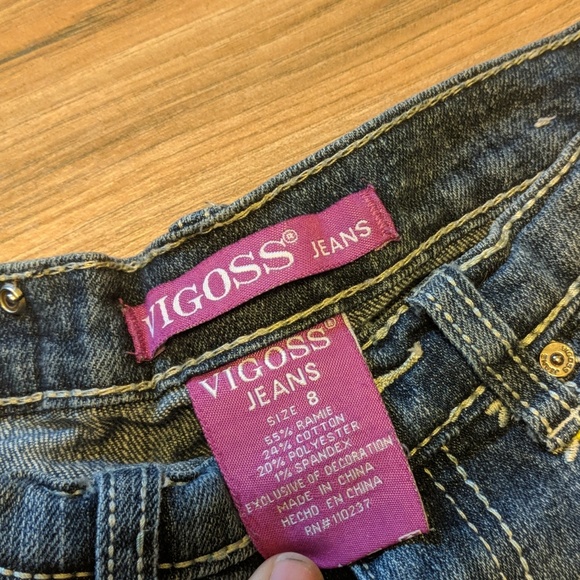 VIGOSS® JEANS
VIGOSS®
JEANS
SIZE 8
55% RAMIE
24% COTTON
20% POLYESTER
1% SPANDEX
EXCLUSIVE OF DECORATION
MADE IN CHINA
HECHO EN CHINA
RN#110237